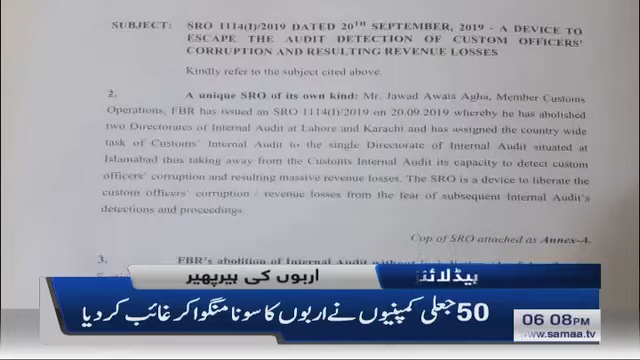 SUBJECT: SRO 1114(I)/2019 DATED 20TH SEPTEMBER, 2019 - A DEVICE TO
ESCAPE THE AUDIT DETECTION OF CUSTOM OFFICERS'
CORRUPTION AND RESULTING REVENUE LOSSES
Kindly refer to the subject cited above.
2. A unique SRO of its own kind: Mr. Jawad Awais Agha, Member Customs
Operations, FBR has issued an SRO 1114(I)/2019 on 20.09.2019 whereby he has abolished
two Directorates of Internal Audit at Lahore and Karachi and has assigned the country wide
task of Customs' Internal Audit to the single Directorate of Internal Audit situated at
Islamabad thus taking away from the Customs Internal Audit its capacity to detect custom
officers' corruption and resulting massive revenue losses. The SRO is a device to liberate the
custom officers' corruption / revenue losses from the fear of subsequent Internal Audit's
detections and proceedings
Cop of SRO attached as Annex-A.
3. FBR's abolition of Internal Audit without
ہیڈلائنز
اربوں کی ہیرپھیر
50 جعلی کمپنیوں نے اربوں کا سونا منگوا کر غائب کر دیا
06:08PM
www.samaa.tv